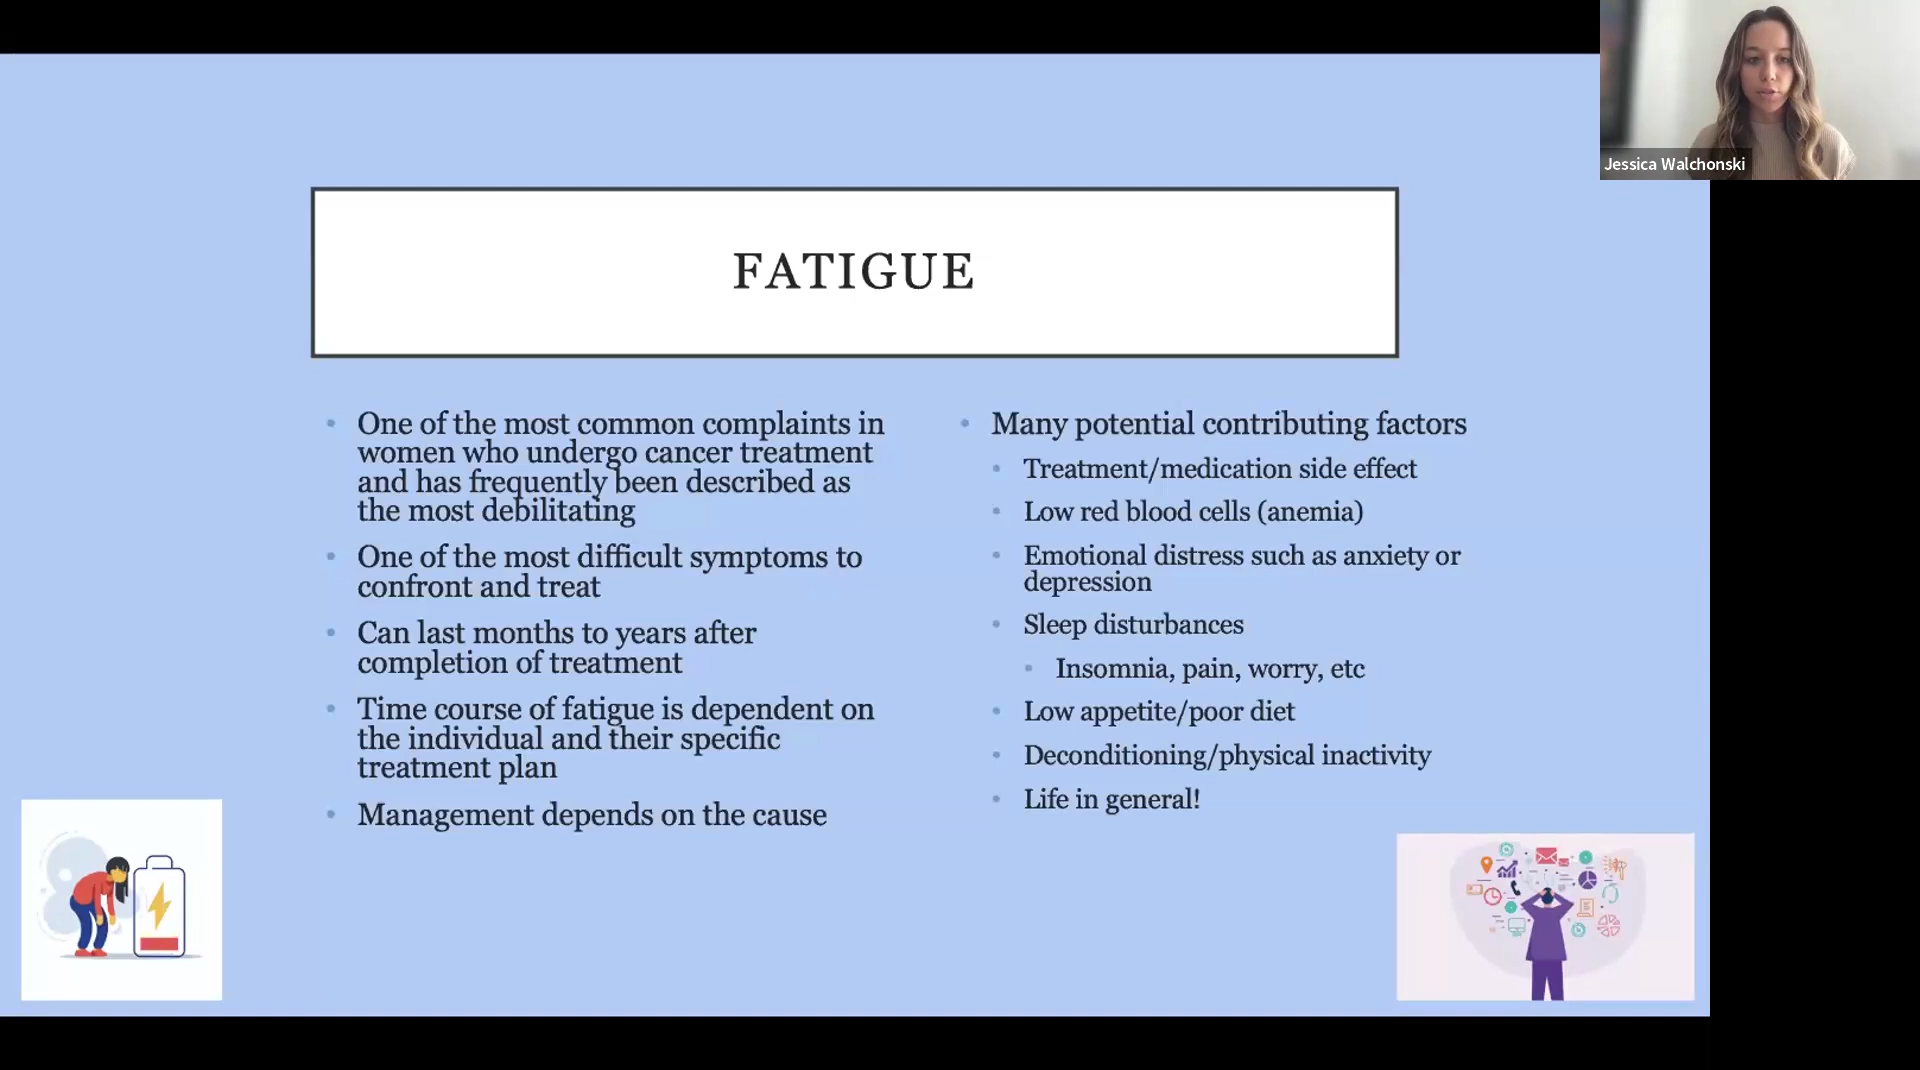 Jessica Walchonski
FATIGUE
One of the most common complaints in
women who undergo cancer treatment
and has frequently been described as
the most debilitating
One of the most difficult symptoms to
confront and treat
Can last months to years after
completion of treatment
Time course of fatigue is dependent on
the individual and their specific
treatment plan
Management depends on the cause
Many potential contributing factors
Treatment/medication side effect
Low red blood cells (anemia)
Emotional distress such as anxiety or
depression
Sleep disturbances
Insomnia, pain, worry, etc
Low appetite/poor diet
Deconditioning/physical inactivity
Life in general!